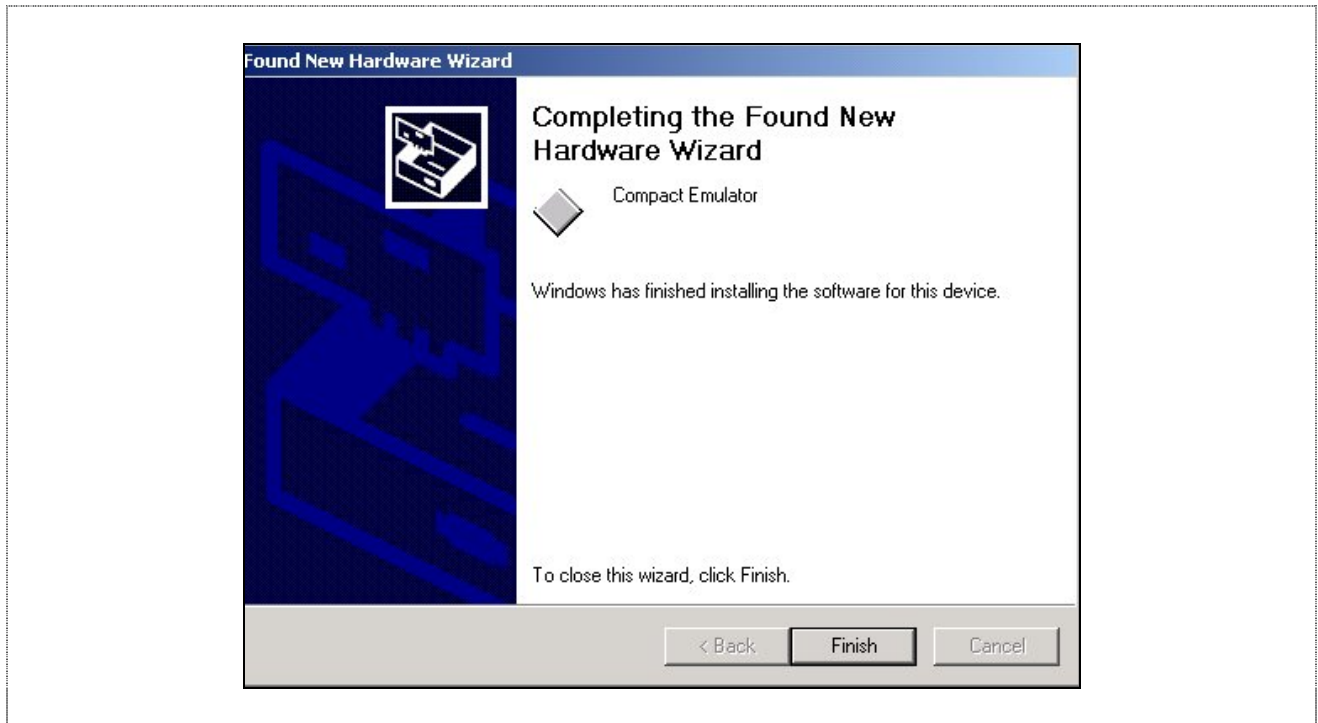 Found New Hardware Wizard
Completing the Found New
Hardware Wizard
Compact Emulator
Windows has finished installing the software for this device.
To close this wizard, click Finish.
< Back
Finish
Cancel